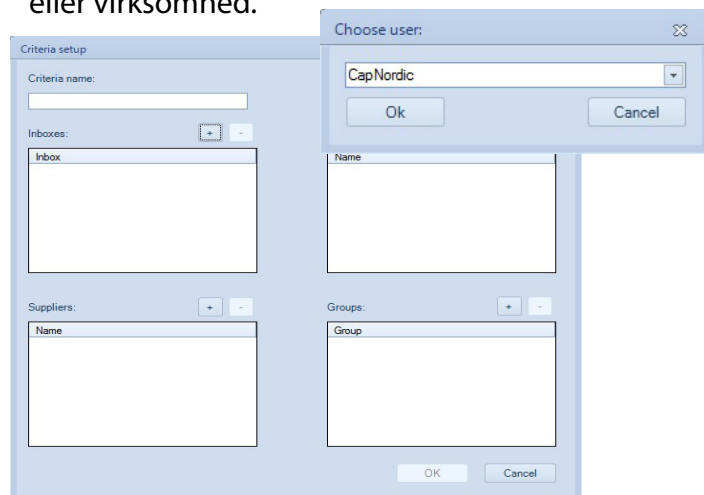 eller virksomhed.
Choose user:
CapNordic
Ok Cancel
Criteria setup
Criteria name:
Inboxes: + -
Inbox Name
Suppliers: + - Groups: + -
Name Group
OK Cancel